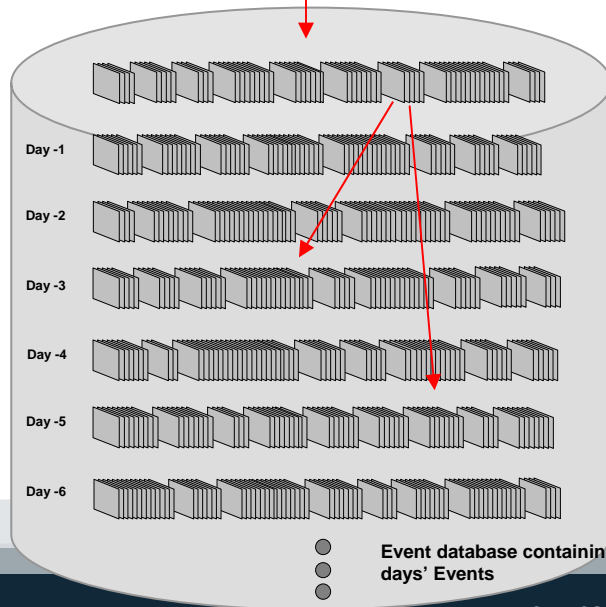 Day -1
Day -2
Day -3
Day -4
Day -5
Day -6
Event database containin
days' Events